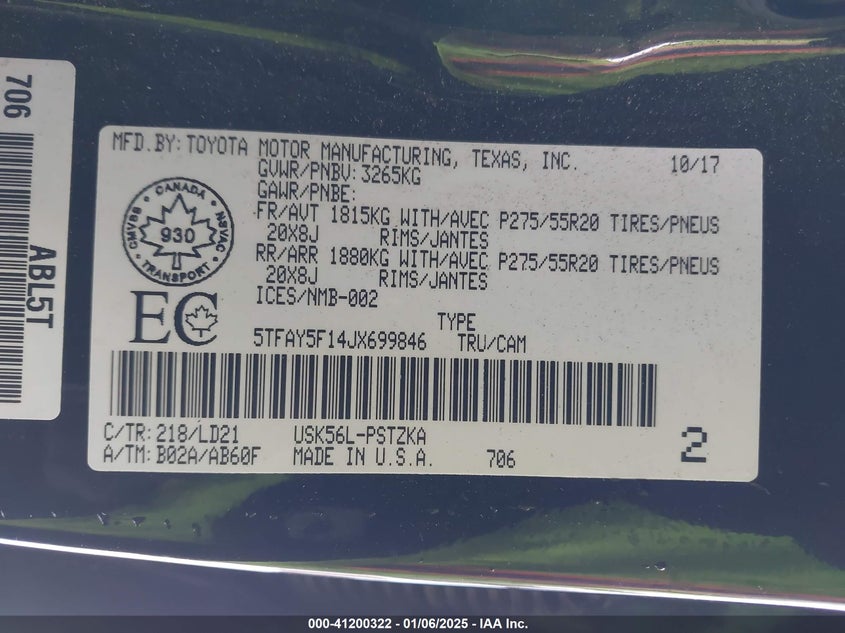 706
ABL5T
MFD.BY: TOYOTA MOTOR MANUFACTURING, TEXAS, INC. 10/17
GVWR/PNBV: 3265KG
GAWR/PNBE:
FR/AVT 1815KG WITH/AVEC P275/55R20 TIRES/PNEUS
20X8J RIMS/JANTES
RR/ARR 1880KG WITH/AVEC P275/55R20 TIRES/PNEUS
20X8J RIMS/JANTES
ICES/NMB-002
CANADA
CMVSS NSVAC
930
TRANSPORT
EC
TYPE
5TFAY5F14JX699846 TRU/CAM
C/TR: 218/LD21 USK56L-PSTZKA
A/TM: B02A/AB60F MADE IN U.S.A. 706
2
000-41200322 - 01/06/2025 - IAA Inc.